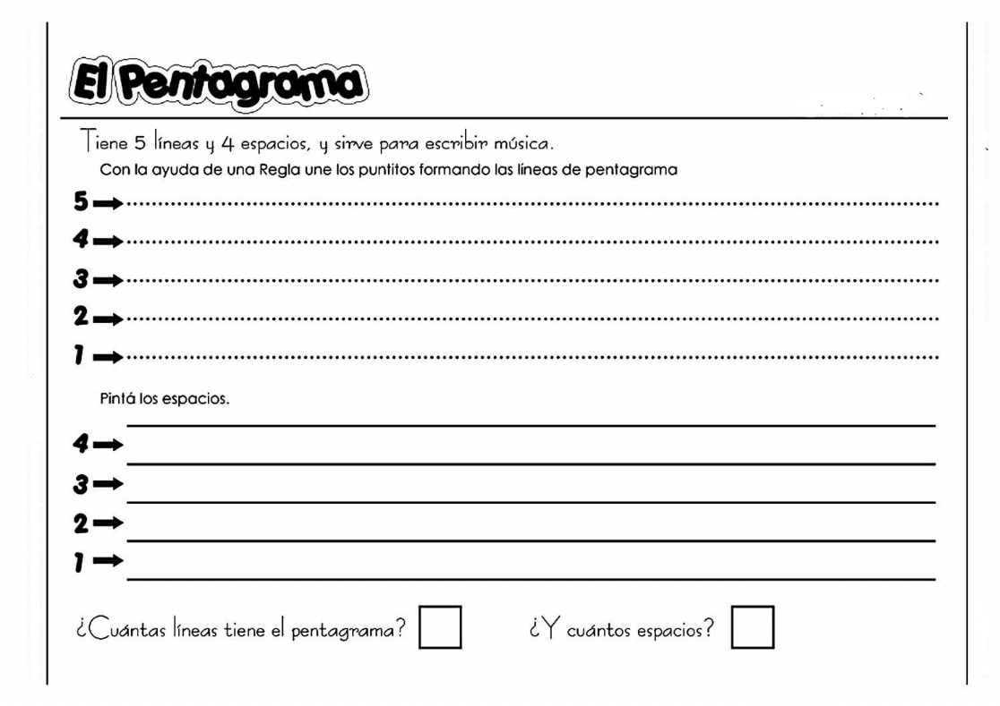 El Pentagrama
Tiene 5 líneas y 4 espacios, y sirve para escribir música.
Con la ayuda de una Regla une los puntitos formando las líneas de pentagrama
5
4
3
2
1
Pintá los espacios.
4
3
2
1
¿Cuántas líneas tiene el pentagrama? ¿Y cuántos espacios?